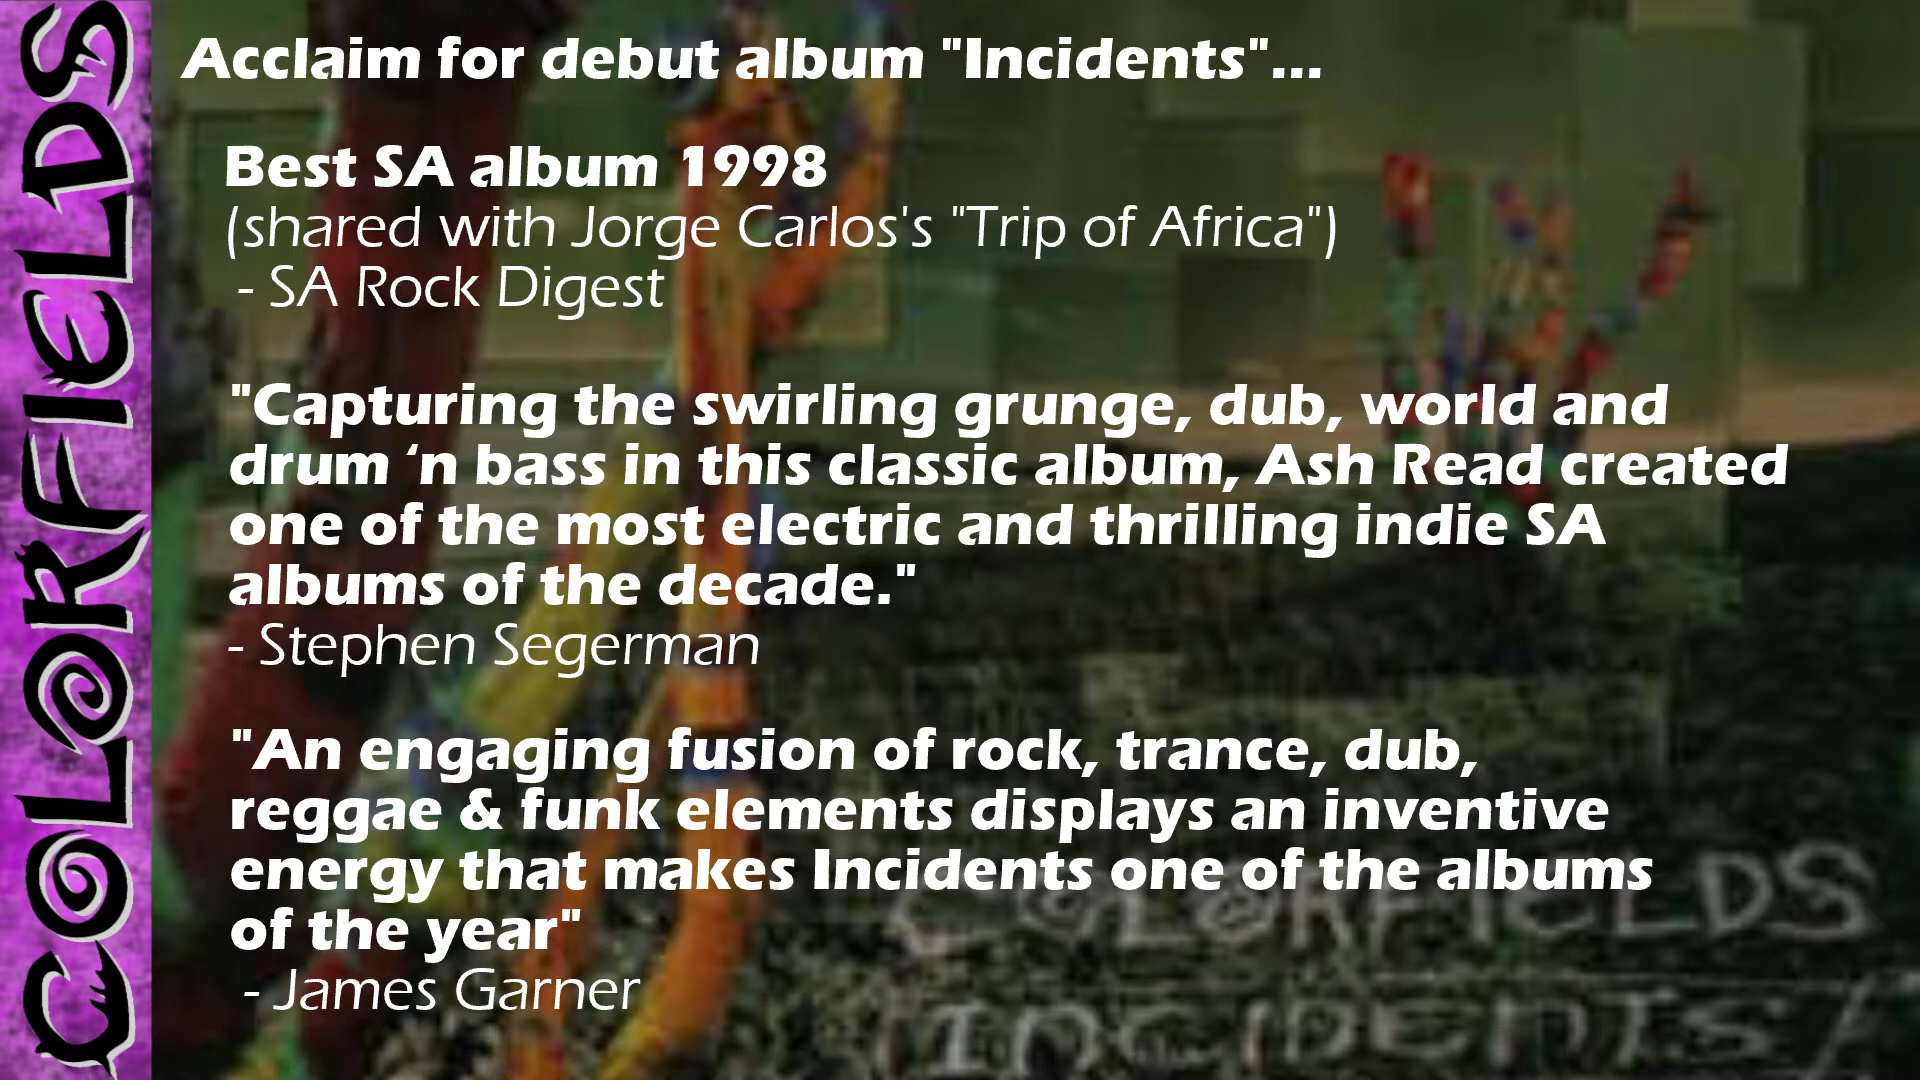 COLORFIELDS
Acclaim for debut album "Incidents"...
Best SA album 1998
(shared with Jorge Carlos's "Trip of Africa")
- SA Rock Digest
"Capturing the swirling grunge, dub, world and
drum ‘n bass in this classic album, Ash Read created
one of the most electric and thrilling indie SA
albums of the decade."
- Stephen Segerman
"An engaging fusion of rock, trance, dub,
reggae & funk elements displays an inventive
energy that makes Incidents one of the albums
of the year"
- James Garner
COLORFIELDS
INCIDENTS/